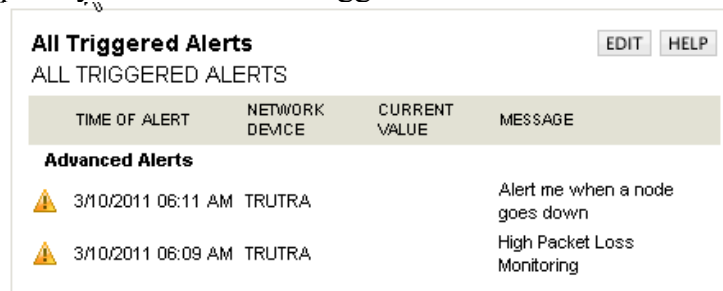 All Triggered Alerts
EDIT HELP
ALL TRIGGERED ALERTS
TIME OF ALERT NETWORK DEVICE CURRENT VALUE MESSAGE
Advanced Alerts
3/10/2011 06:11 AM TRUTRA Alert me when a node
goes down
3/10/2011 06:09 AM TRUTRA High Packet Loss
Monitoring